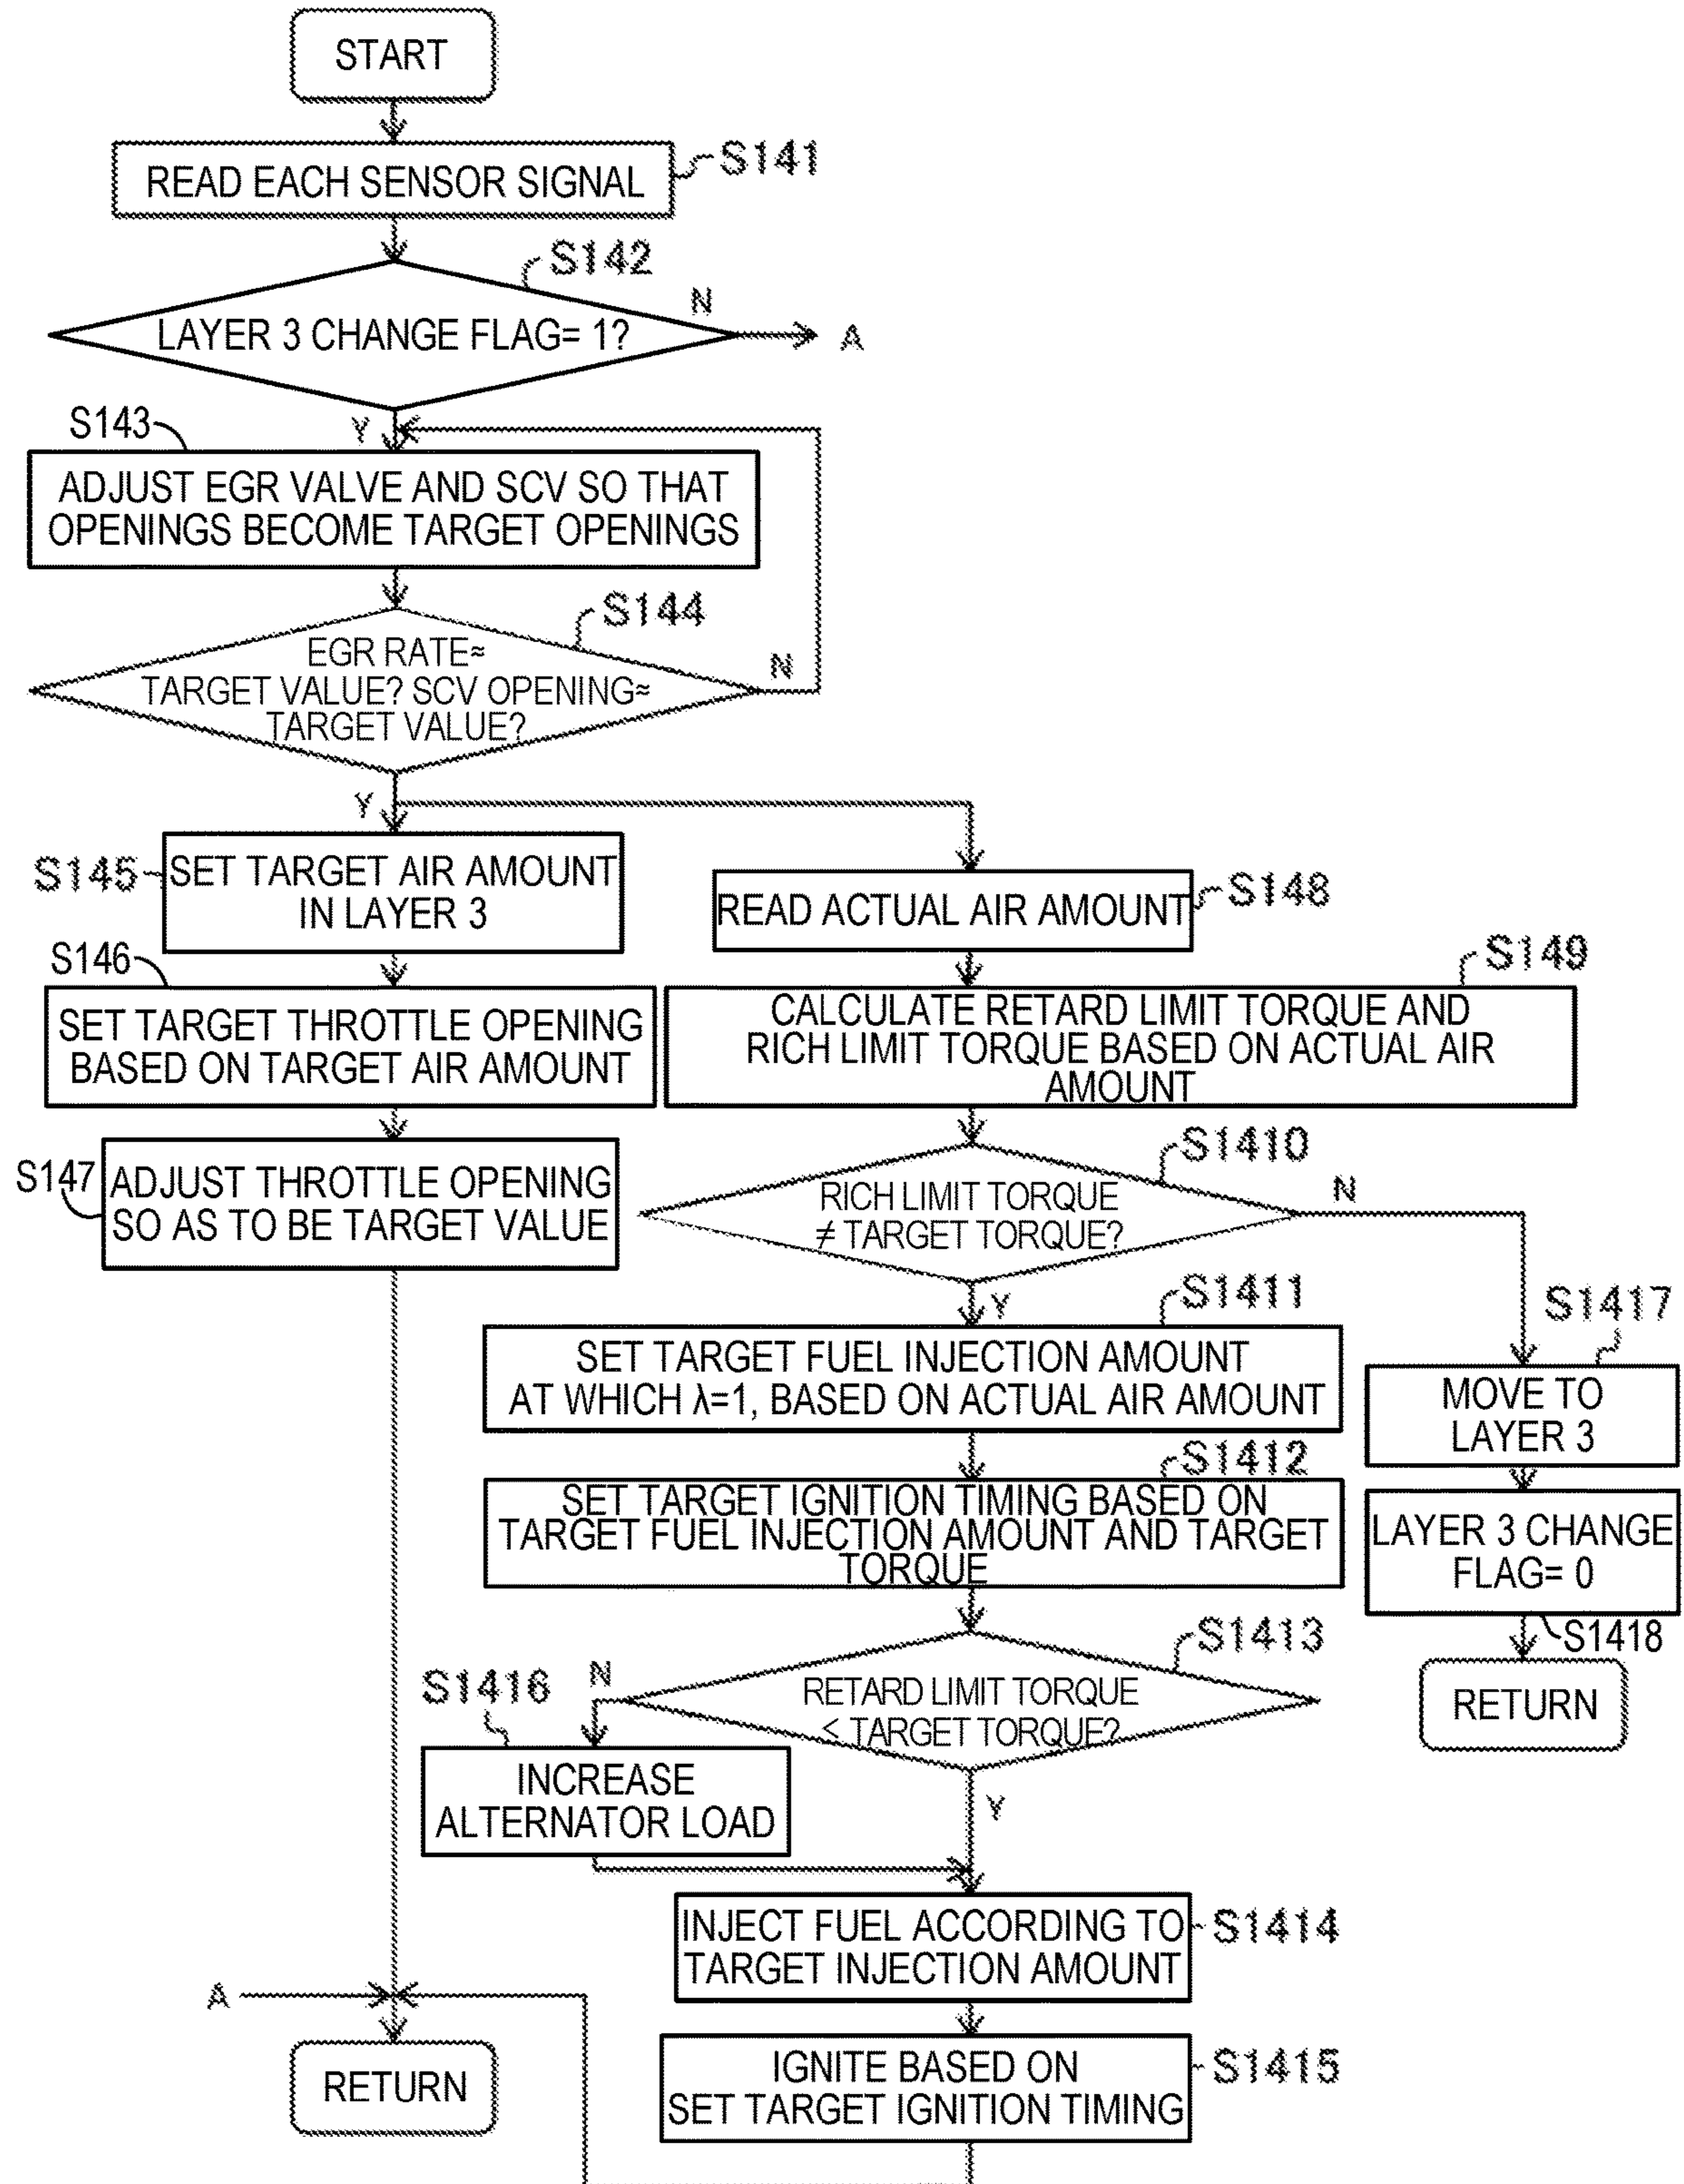 START
READ EACH SENSOR SIGNAL
S141
S142
LAYER 3 CHANGE FLAG= 1?
N
A
Y
S143
ADJUST EGR VALVE AND SCV SO THAT
OPENINGS BECOME TARGET OPENINGS
S144
EGR RATE≈
TARGET VALUE? SCV OPENING≈
TARGET VALUE?
N
Y
S145
SET TARGET AIR AMOUNT
IN LAYER 3
S146
SET TARGET THROTTLE OPENING
BASED ON TARGET AIR AMOUNT
S147
ADJUST THROTTLE OPENING
SO AS TO BE TARGET VALUE
READ ACTUAL AIR AMOUNT
S148
S149
CALCULATE RETARD LIMIT TORQUE AND
RICH LIMIT TORQUE BASED ON ACTUAL AIR
AMOUNT
S1410
RICH LIMIT TORQUE
≠ TARGET TORQUE?
N
Y
S1411
SET TARGET FUEL INJECTION AMOUNT
AT WHICH λ=1, BASED ON ACTUAL AIR AMOUNT
S1412
SET TARGET IGNITION TIMING BASED ON
TARGET FUEL INJECTION AMOUNT AND TARGET
TORQUE
S1413
RETARD LIMIT TORQUE
< TARGET TORQUE?
N
Y
S1416
INCREASE
ALTERNATOR LOAD
S1417
MOVE TO
LAYER 3
LAYER 3 CHANGE
FLAG= 0
S1418
RETURN
INJECT FUEL ACCORDING TO
TARGET INJECTION AMOUNT
S1414
IGNITE BASED ON
SET TARGET IGNITION TIMING
S1415
A
RETURN